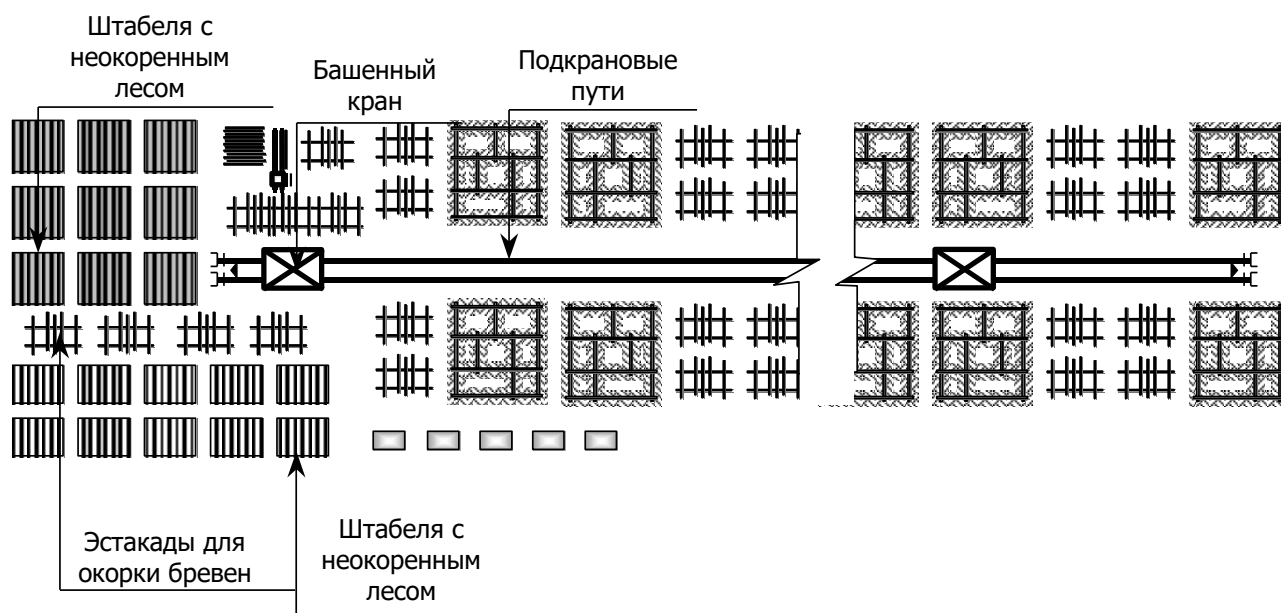 Штабеля с
неокоренным
лесом
Башенный
кран
Подкрановые
пути
Эстакады для
окорки бревен
Штабеля с
неокоренным
лесом